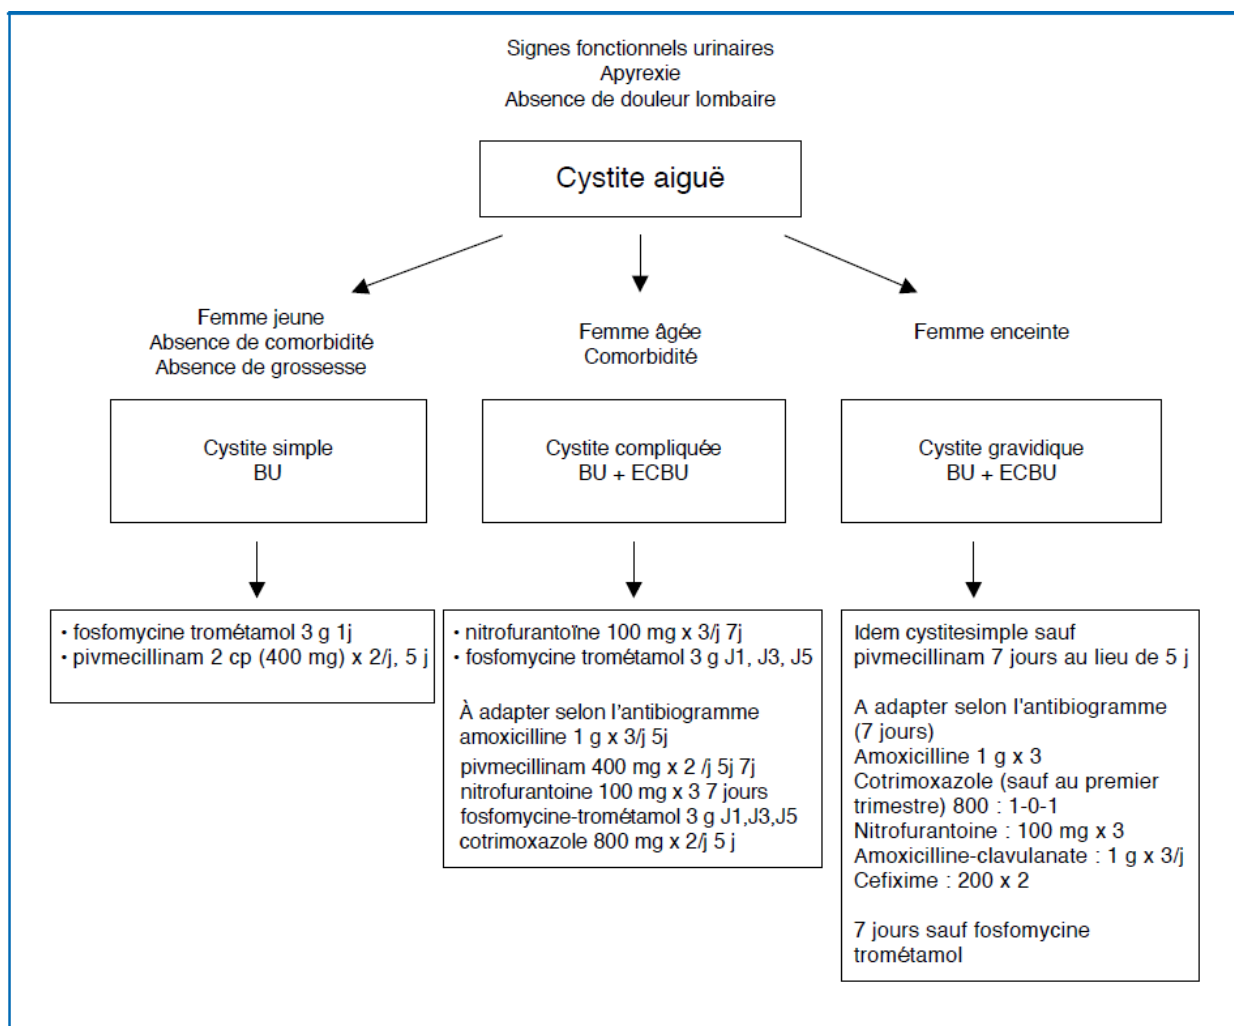 Signes fonctionnels urinaires
Apyrexie
Absence de douleur lombaire
Cystite aiguë
Femme jeune
Absence de comorbidité
Absence de grossesse
Femme âgée
Comorbidité
Femme enceinte
Cystite simple
BU
Cystite compliquée
BU + ECBU
Cystite gravidique
BU + ECBU
• fosfomycine trométamol 3 g 1j
• pivmecillinam 2 cp (400 mg) x 2/j, 5 j
• nitrofurantoïne 100 mg x 3/j 7j
• fosfomycine trométamol 3 g J1, J3, J5
À adapter selon l'antibiogramme
amoxicilline 1 g x 3/j 5j
pivmecillinam 400 mg x 2 /j 5j 7j
nitrofurantoine 100 mg x 3 7 jours
fosfomycine-trométamol 3 g J1,J3,J5
cotrimoxazole 800 mg x 2/j 5 j
Idem cystitesimple sauf
pivmecillinam 7 jours au lieu de 5 j
A adapter selon l'antibiogramme
(7 jours)
Amoxicilline 1 g x 3
Cotrimoxazole (sauf au premier
trimestre) 800 : 1-0-1
Nitrofurantoine : 100 mg x 3
Amoxicilline-clavulanate : 1 g x 3/j
Cefixime : 200 x 2
7 jours sauf fosfomycine
trométamol